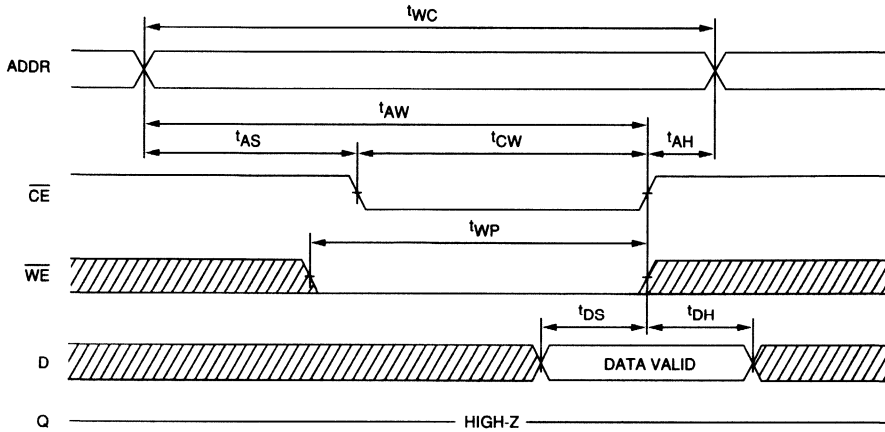 tWC
ADDR
tAW
tAS tCW tAH
CE
tWP
WE
tDS tDH
D DATA VALID
Q HIGH-Z